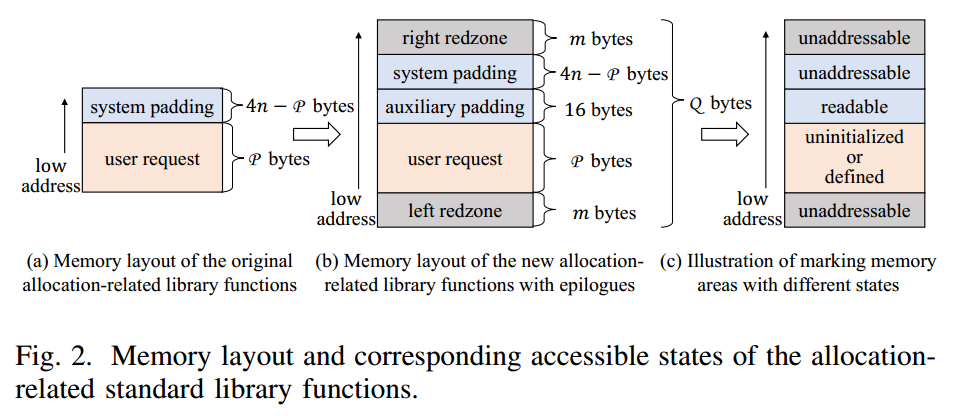 system padding
user request
4n − 𝒫 bytes
𝒫 bytes
low
address
(a) Memory layout of the original
allocation-related library functions
right redzone
system padding
auxiliary padding
user request
left redzone
m bytes
4n − 𝒫 bytes
16 bytes
𝒫 bytes
m bytes
Q bytes
low
address
(b) Memory layout of the new allocation-
related library functions with epilogues
unaddressable
unaddressable
readable
uninitialized
or
defined
unaddressable
low
address
(c) Illustration of marking memory
areas with different states
Fig. 2. Memory layout and corresponding accessible states of the allocation-
related standard library functions.